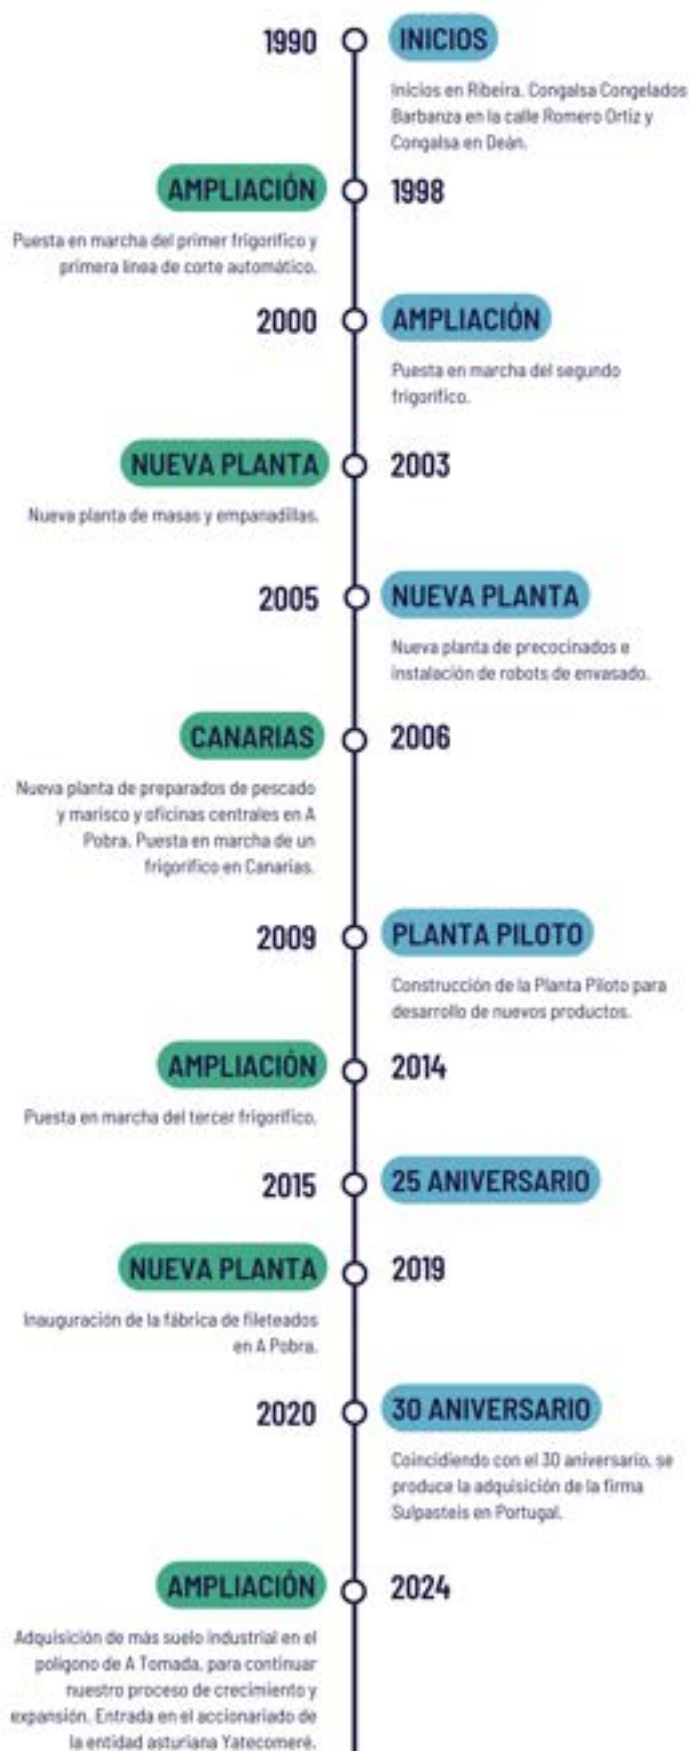 1990
INICIOS
Inicios en Ribeira. Congalsa Congelados
Barbanza en la calle Romero Ortiz y
Congalsa en Deán.
AMPLIACIÓN
1998
Puesta en marcha del primer frigorífico y
primera línea de corte automático.
2000
AMPLIACIÓN
Puesta en marcha del segundo
frigorífico.
NUEVA PLANTA
2003
Nueva planta de masas y empanadillas.
2005
NUEVA PLANTA
Nueva planta de precocinados e
instalación de robots de envasado.
CANARIAS
2006
Nueva planta de preparados de pescado
y marisco y oficinas centrales en A
Pobra. Puesta en marcha de un
frigorífico en Canarias.
2009
PLANTA PILOTO
Construcción de la Planta Piloto para
desarrollo de nuevos productos.
AMPLIACIÓN
2014
Puesta en marcha del tercer frigorífico.
2015
25 ANIVERSARIO
NUEVA PLANTA
2019
Inauguración de la fábrica de fileteados
en A Pobra.
2020
30 ANIVERSARIO
Coincidiendo con el 30 aniversario, se
produce la adquisición de la firma
Sulpasteis en Portugal.
AMPLIACIÓN
2024
Adquisición de más suelo industrial en el
polígono de A Tomada, para continuar
nuestro proceso de crecimiento y
expansión. Entrada en el accionariado de
la entidad asturiana Yatecomeré.